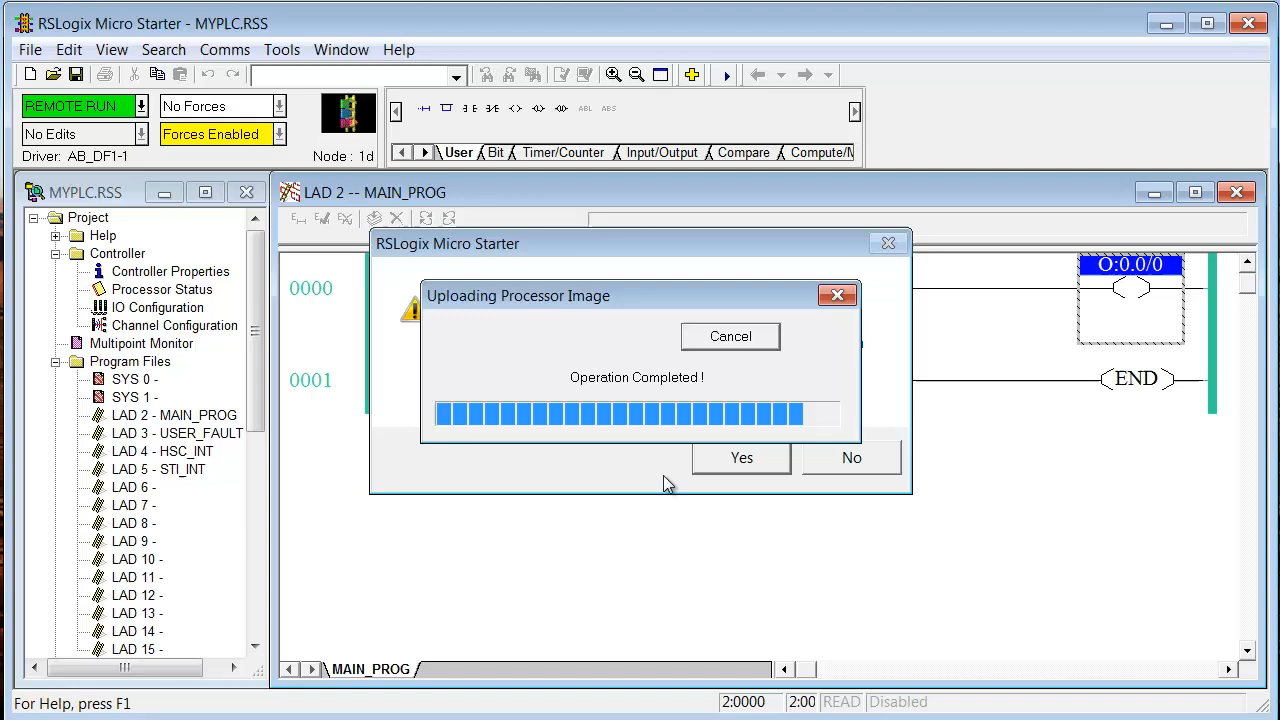 RSLogix Micro Starter - MYPLC.RSS
File Edit View Search Comms Tools Window Help
REMOTE RUN No Forces
No Edits Forces Enabled
Driver: AB_DF1-1 Node : 1d
ABL ABS
User Bit Timer/Counter Input/Output Compare Compute/M
MYPLC.RSS
Project
Help
Controller
Controller Properties
Processor Status
IO Configuration
Channel Configuration
Multipoint Monitor
Program Files
SYS 0 -
SYS 1 -
LAD 2 - MAIN_PROG
LAD 3 - USER_FAULT
LAD 4 - HSC_INT
LAD 5 - STI_INT
LAD 6 -
LAD 7 -
LAD 8 -
LAD 9 -
LAD 10 -
LAD 11 -
LAD 12 -
LAD 13 -
LAD 14 -
LAD 15 -
LAD 2 -- MAIN_PROG
0000
O:0.0/0
0001
END
RSLogix Micro Starter
Uploading Processor Image
Cancel
Operation Completed !
Yes No
MAIN_PROG
For Help, press F1 2:0000 2:00 READ Disabled